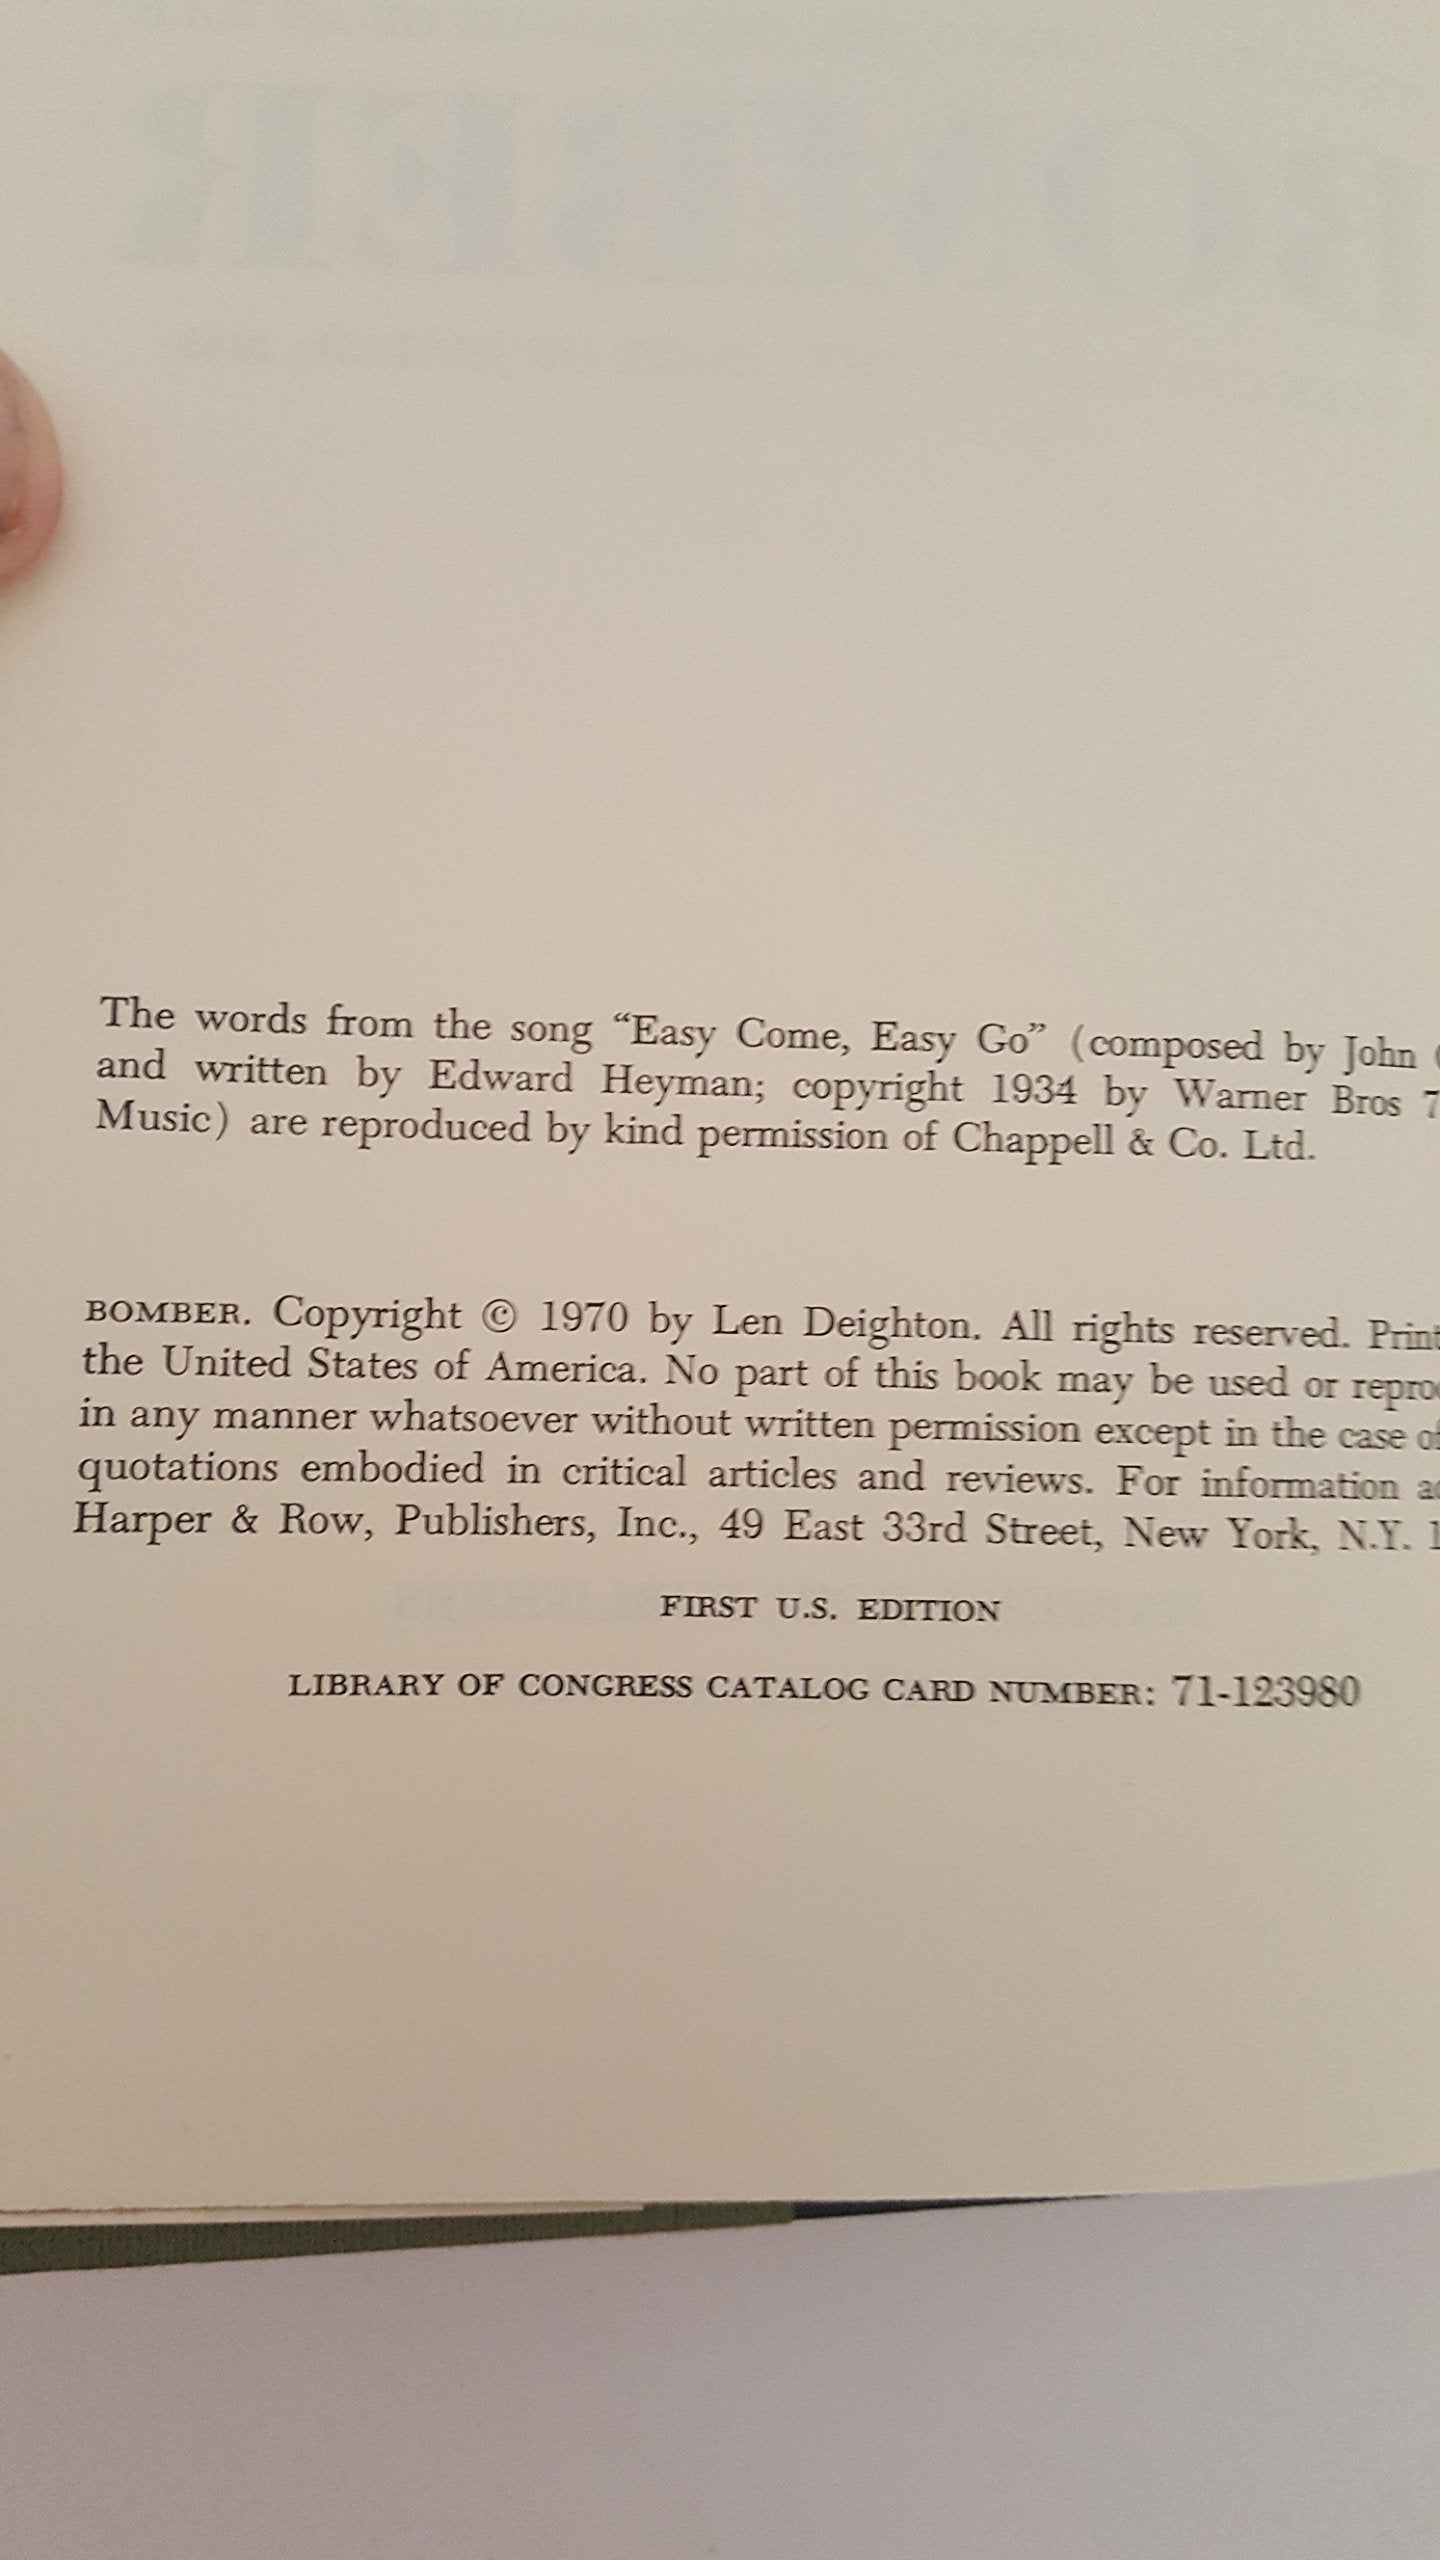 The words from the song “Easy Come, Easy Go” (composed by John
and written by Edward Heyman; copyright 1934 by Warner Bros 7
Music) are reproduced by kind permission of Chappell & Co. Ltd.
BOMBER. Copyright © 1970 by Len Deighton. All rights reserved. Print
the United States of America. No part of this book may be used or repro
in any manner whatsoever without written permission except in the case of
quotations embodied in critical articles and reviews. For information a
Harper & Row, Publishers, Inc., 49 East 33rd Street, New York, N.Y. 1
FIRST U.S. EDITION
LIBRARY OF CONGRESS CATALOG CARD NUMBER: 71-123980